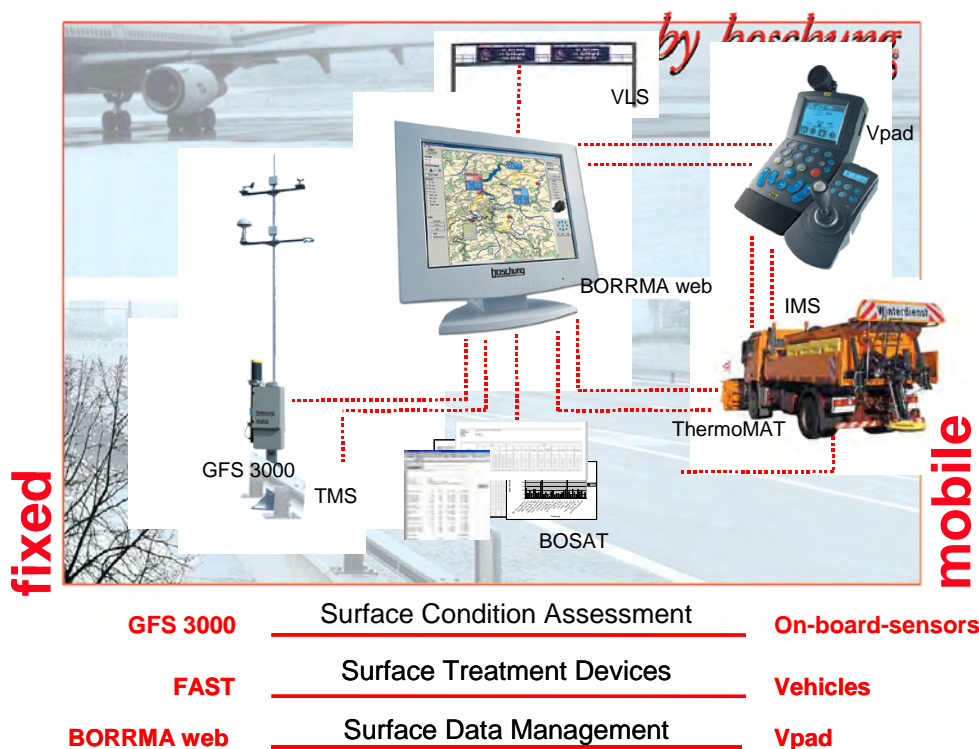 by boschung
VLS
Vpad
boschung
BORRMA web
IMS
Winterdienst
ThermoMAT
GFS 3000
TMS
BOSAT
fixed
mobile
GFS 3000 Surface Condition Assessment On-board-sensors
FAST Surface Treatment Devices Vehicles
BORRMA web Surface Data Management Vpad